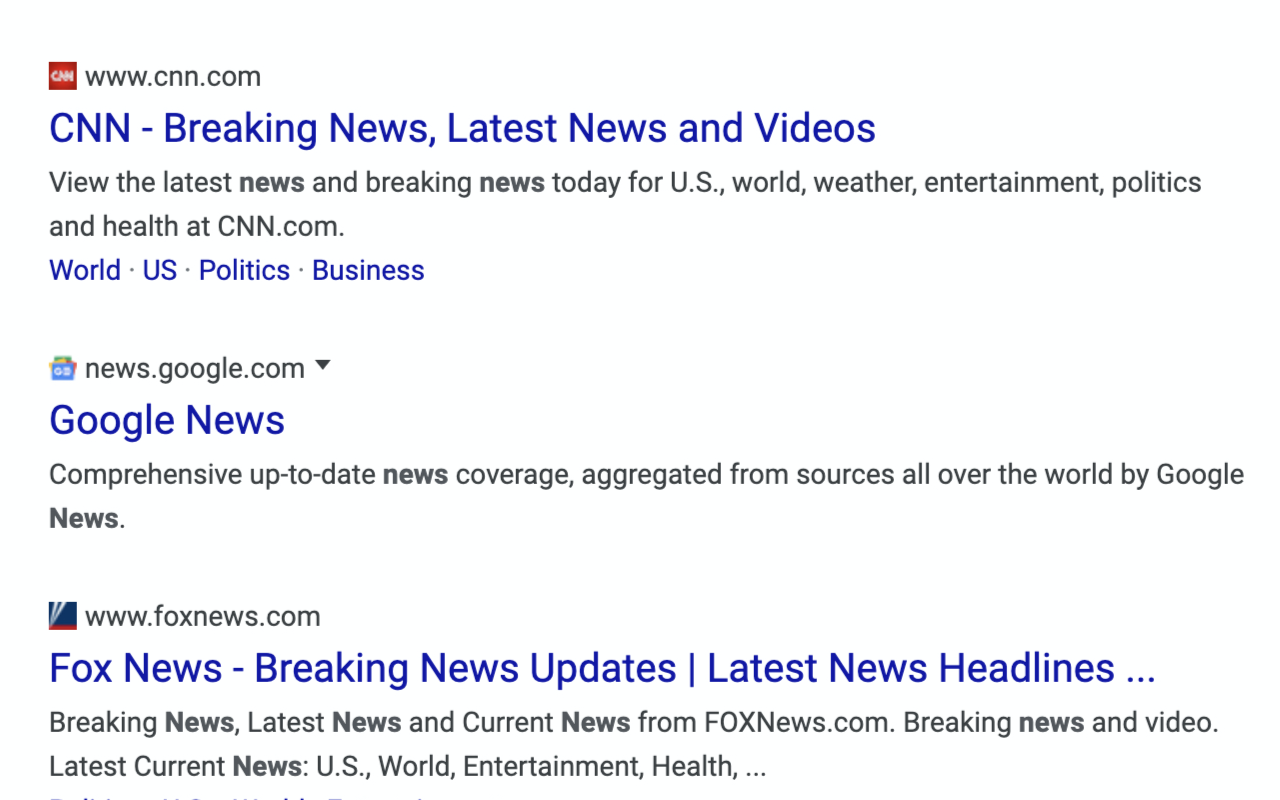 CNN www.cnn.com
CNN - Breaking News, Latest News and Videos
View the latest news and breaking news today for U.S., world, weather, entertainment, politics
and health at CNN.com.
World · US · Politics · Business
news.google.com
Google News
Comprehensive up-to-date news coverage, aggregated from sources all over the world by Google
News.
www.foxnews.com
Fox News - Breaking News Updates | Latest News Headlines ...
Breaking News, Latest News and Current News from FOXNews.com. Breaking news and video.
Latest Current News: U.S., World, Entertainment, Health, ...